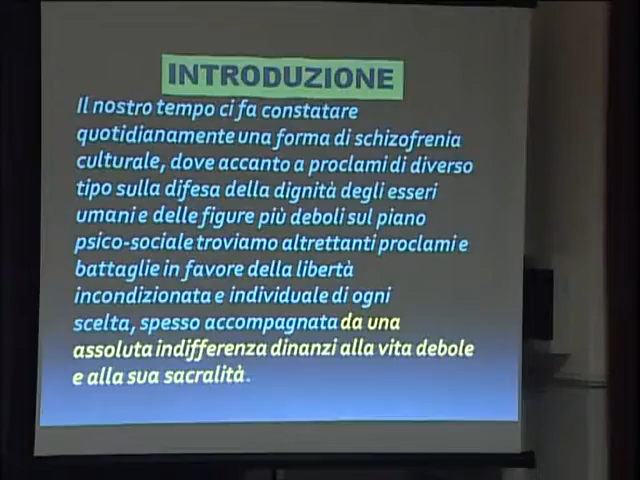 INTRODUZIONE
Il nostro tempo ci fa constatare
quotidianamente una forma di schizofrenia
culturale, dove accanto a proclami di diverso
tipo sulla difesa della dignità degli esseri
umani e delle figure più deboli sul piano
psico-sociale troviamo altrettanti proclami e
battaglie in favore della libertà
incondizionata e individuale di ogni
scelta, spesso accompagnata da una
assoluta indifferenza dinanzi alla vita debole
e alla sua sacralità.